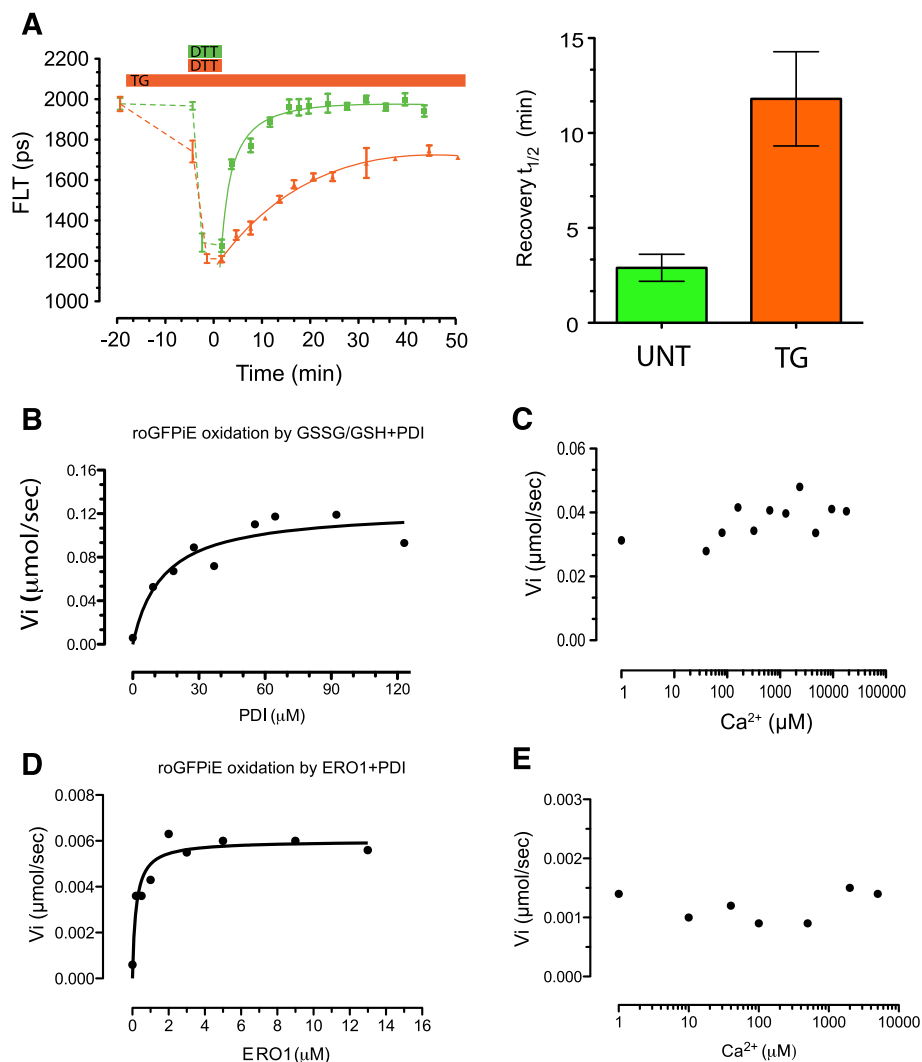 A
DTT
DTT
TG
2200
2000
1800
1600
1400
1200
1000
FLT
(ps)
-20
-10
0
10
20
30
40
50
Time (min)
15
10
5
0
Recovery t1/2 (min)
UNT
TG
B
roGFPiE oxidation by GSSG/GSH+PDI
0.16
0.12
0.08
0.04
0.00
Vi (μmol/sec)
0
30
60
90
120
PDI (μM)
C
0.06
0.04
0.02
0.00
Vi (μmol/sec)
1
10
100
1000
10000
100000
Ca2+ (μM)
D
roGFPiE oxidation by ERO1+PDI
0.008
0.006
0.004
0.002
0.000
Vi (μmol/sec)
0
2
4
6
8
10
12
14
16
ERO1 (μM)
E
0.003
0.002
0.001
0.000
Vi (μmol/sec)
1
10
100
1000
10000
Ca2+ (μM)